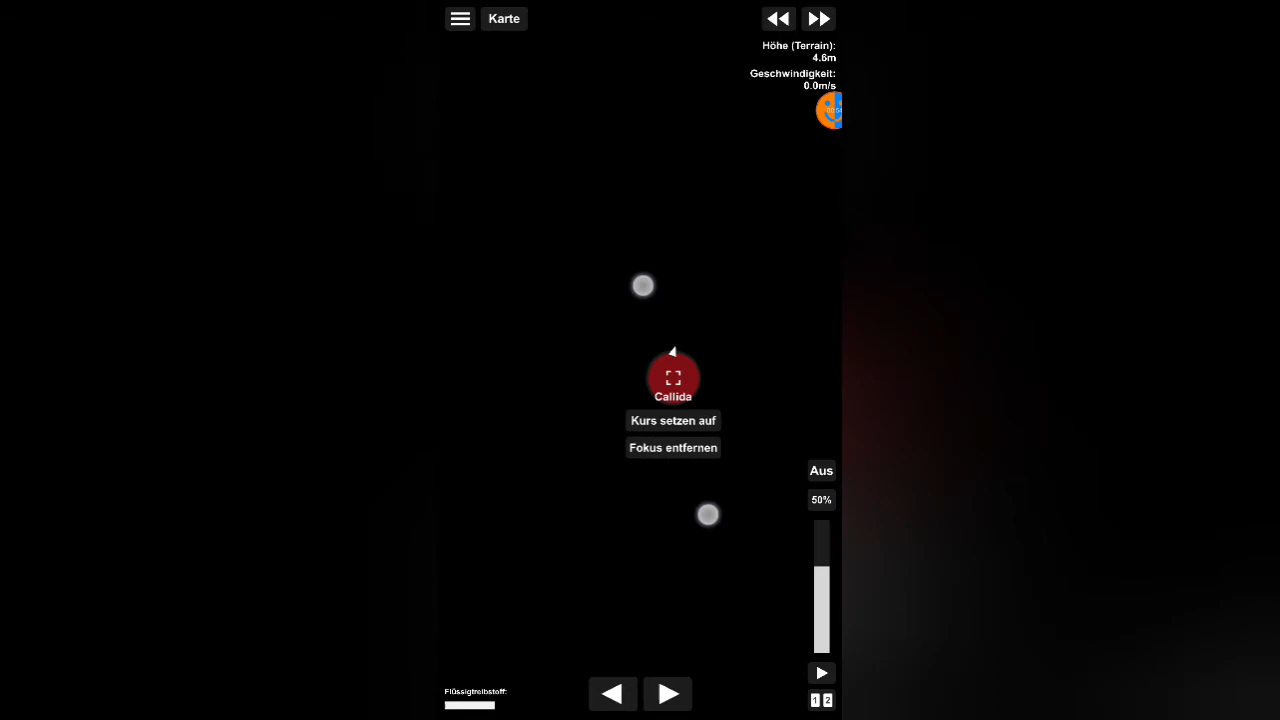 Karte
Höhe (Terrain):
4.6m
Geschwindigkeit:
0.0m/s
Callida
Kurs setzen auf
Fokus entfernen
Aus
50%
1 2
Flüssigtreibstoff: